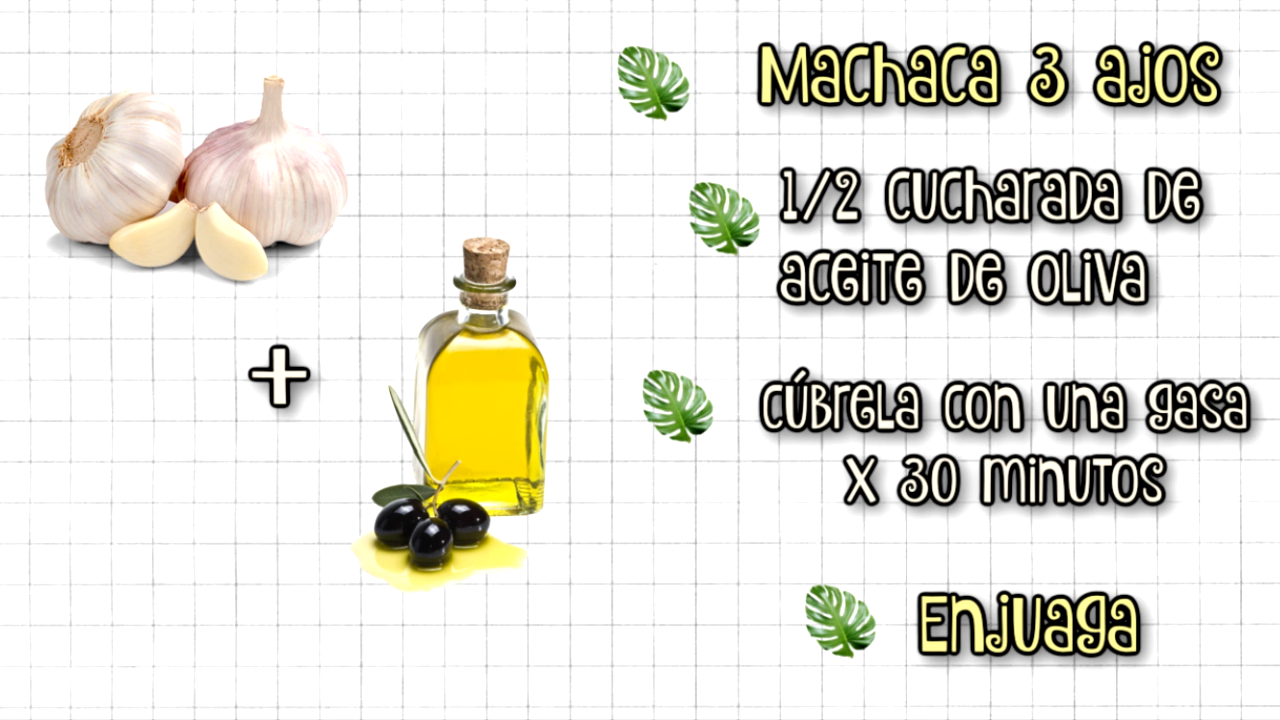 Machaca 3 ajos
1/2 cucharada de
aceite de oliva
+
cúbrela con una gasa
x 30 minutos
Enjuaga